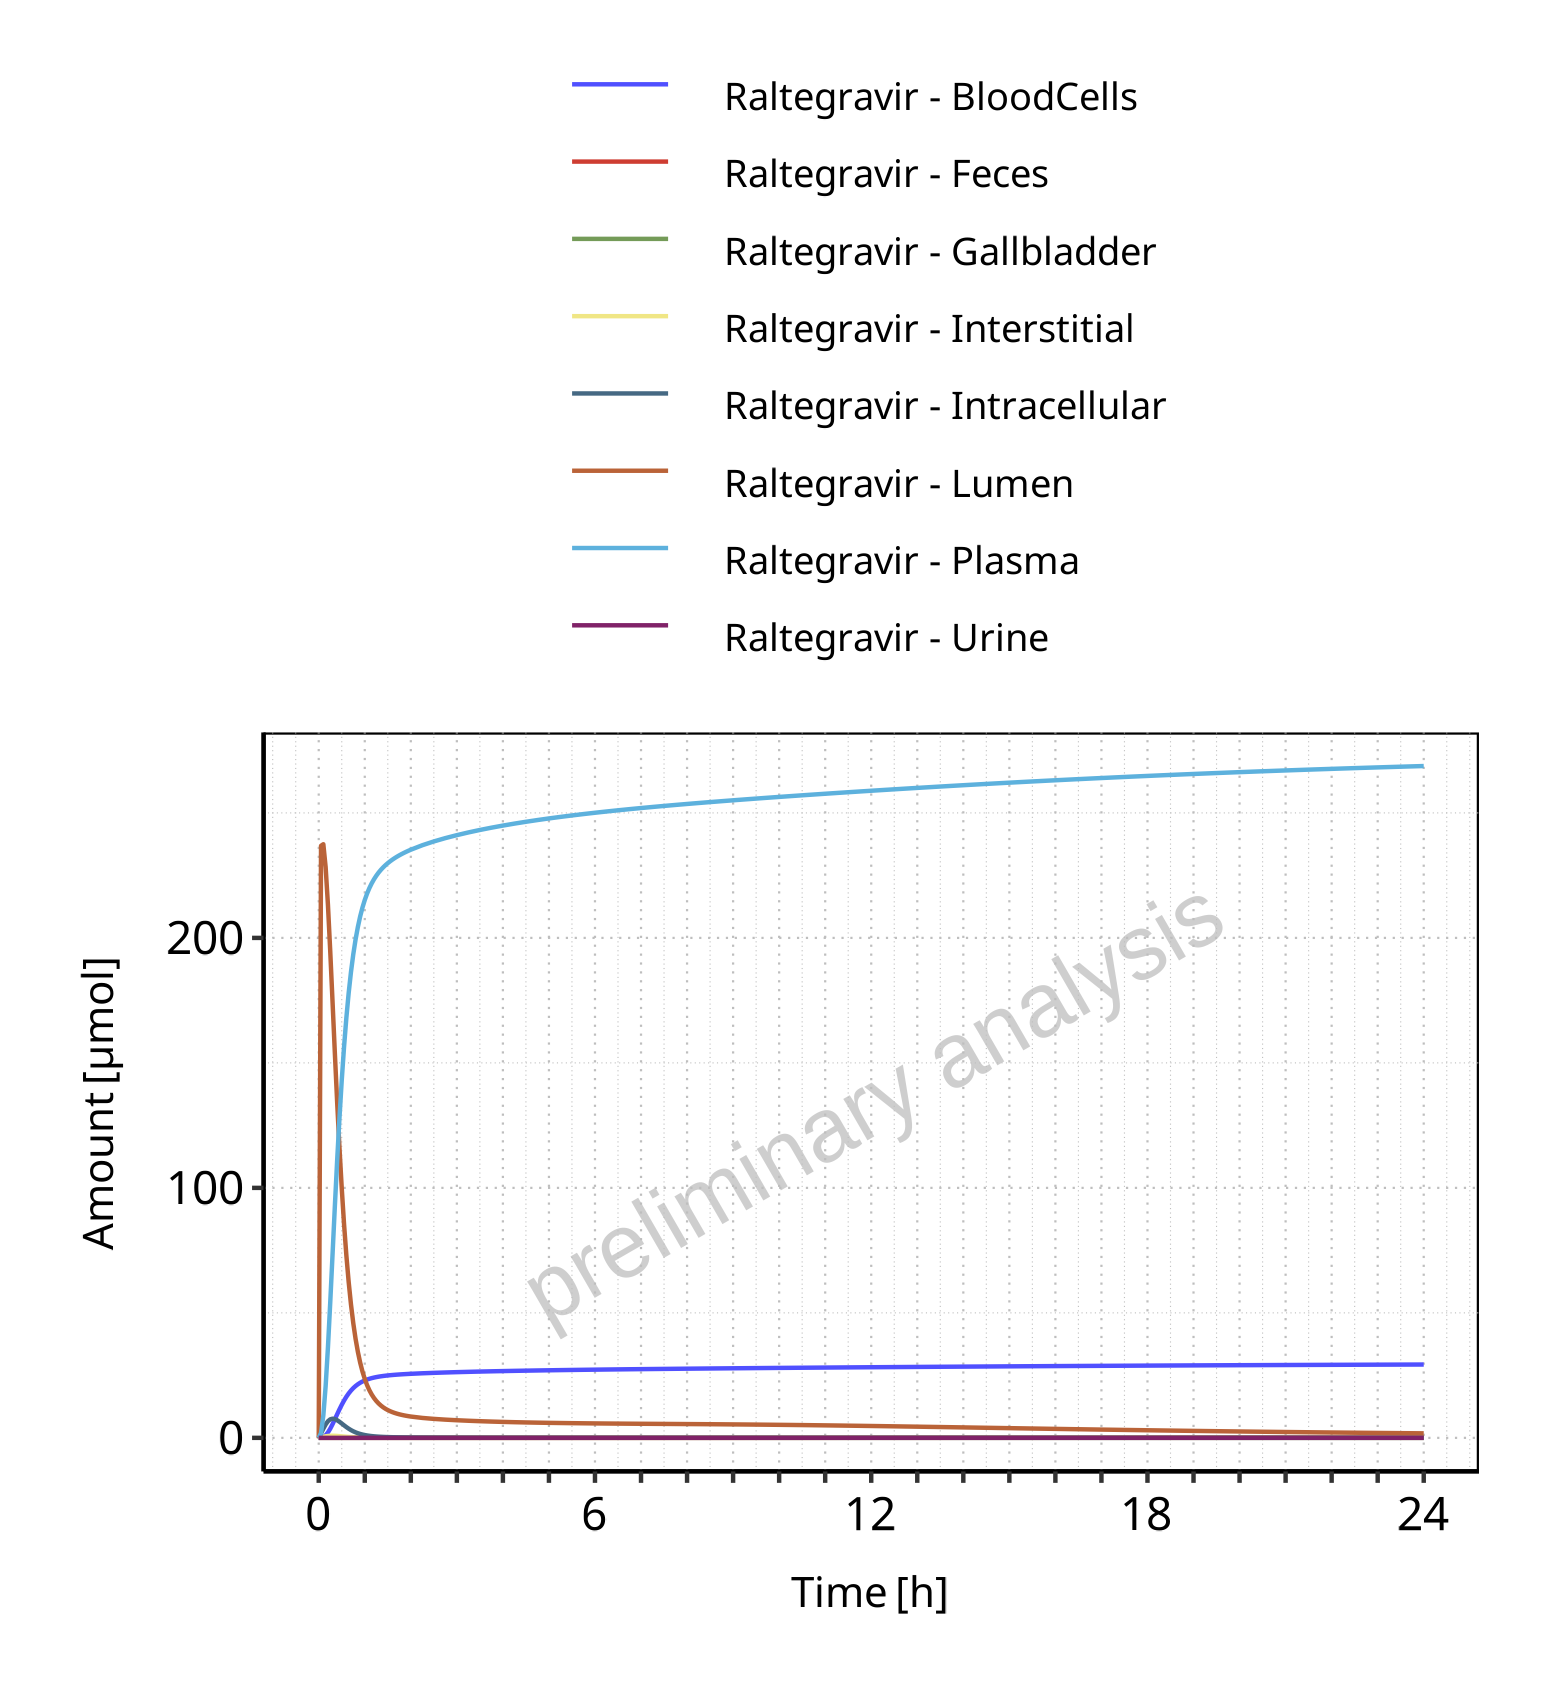 Raltegravir - BloodCells
Raltegravir - Feces
Raltegravir - Gallbladder
Raltegravir - Interstitial
Raltegravir - Intracellular
Raltegravir - Lumen
Raltegravir - Plasma
Raltegravir - Urine
200
100
0
Amount [µmol]
preliminary analysis
0 6 12 18 24
Time [h]